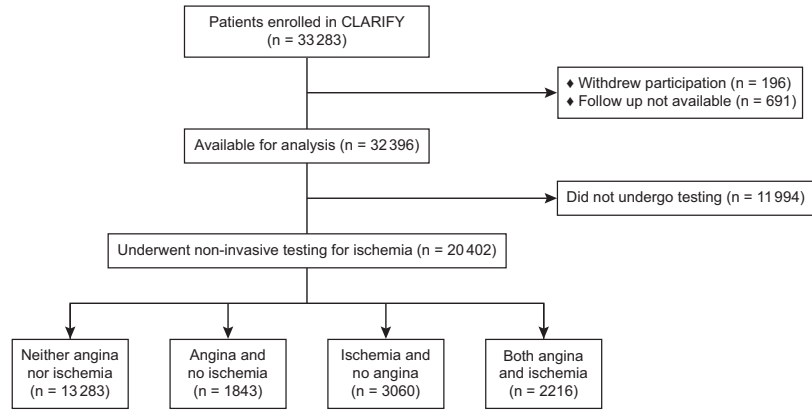 Patients enrolled in CLARIFY
(n = 33 283)
♦ Withdrew participation (n = 196)
♦ Follow up not available (n = 691)
Available for analysis (n = 32 396)
Did not undergo testing (n = 11 994)
Underwent non-invasive testing for ischemia (n = 20 402)
Neither angina
nor ischemia
(n = 13 283)
Angina and
no ischemia
(n = 1843)
Ischemia and
no angina
(n = 3060)
Both angina
and ischemia
(n = 2216)